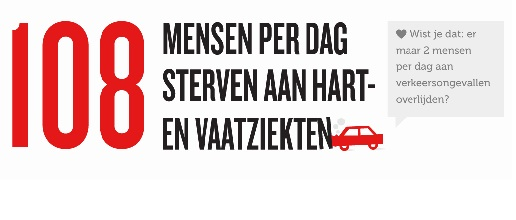 108
MENSEN PER DAG
STERVEN AAN HART-
EN VAATZIEKTEN
Wist je dat: er
maar 2 mensen
per dag aan
verkeersongevallen
overlijden?